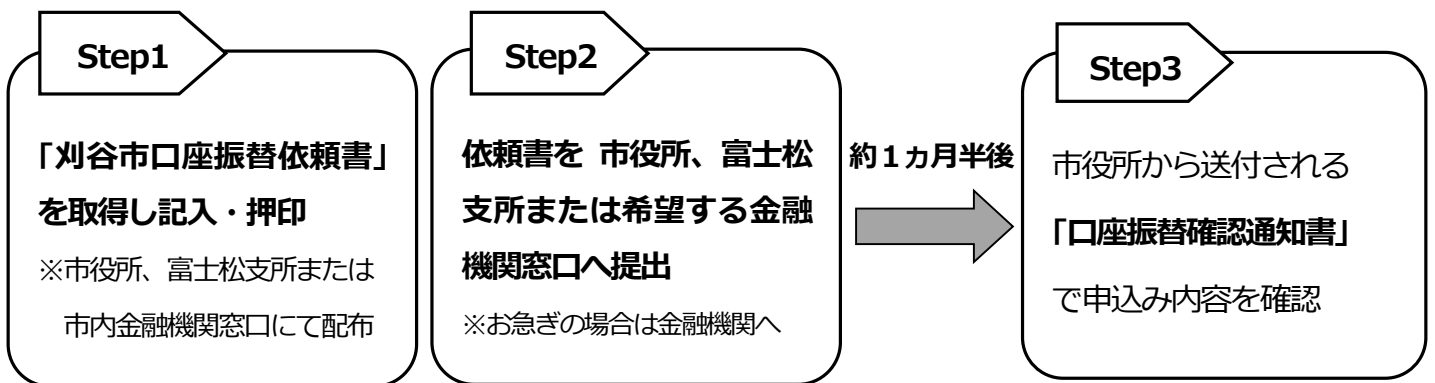 Step1
「刈谷市口座振替依頼書」
を取得し記入・押印
※市役所、富士松支所または
市内金融機関窓口にて配布
Step2
依頼書を 市役所、富士松
支所または希望する金融
機関窓口へ提出
※お急ぎの場合は金融機関へ
約１ヵ月半後
Step3
市役所から送付される
「口座振替確認通知書」
で申込み内容を確認